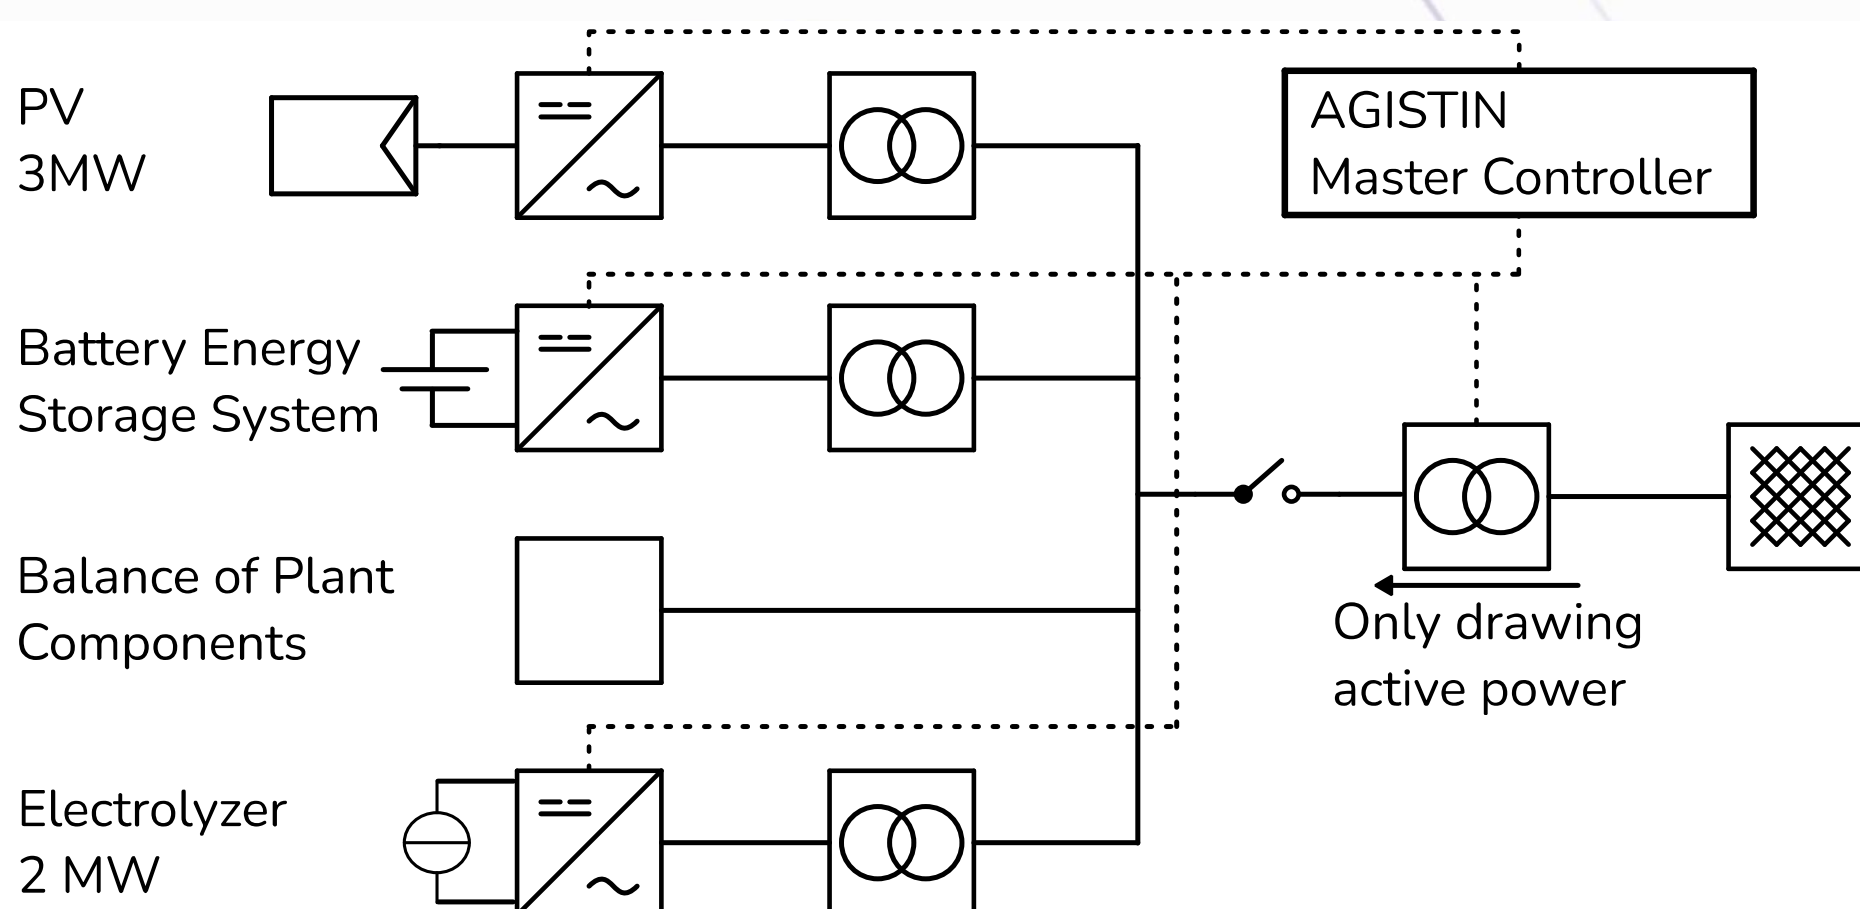 PV
3MW
AGISTIN
Master Controller
Battery Energy
Storage System
Balance of Plant
Components
Only drawing
active power
Electrolyzer
2 MW